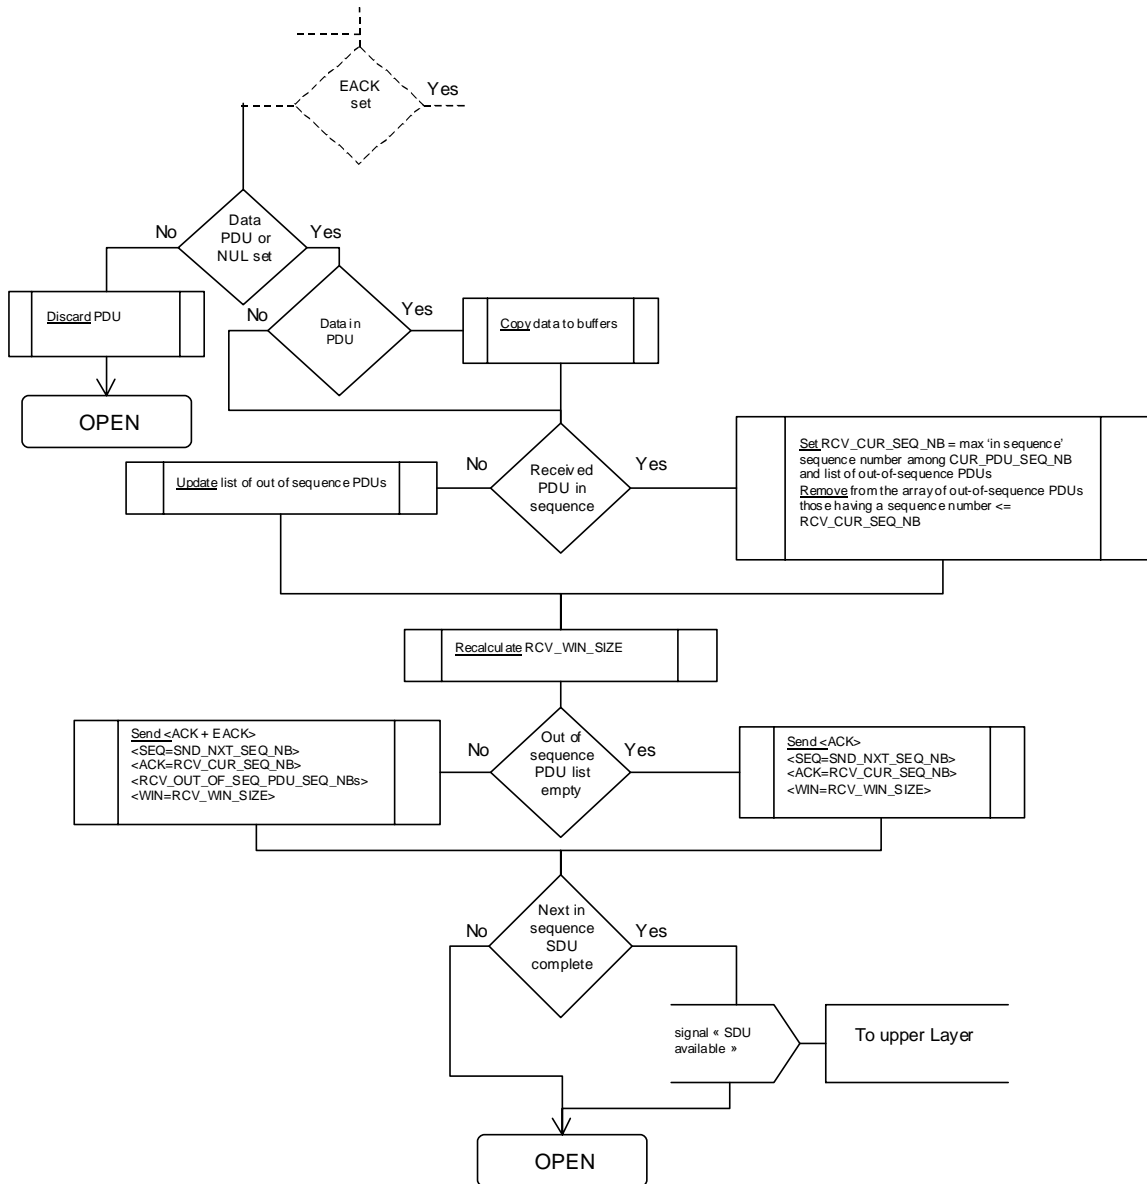 EACK
set
Yes
Data
PDU or
NUL set
No
Yes
Discard PDU
OPEN
Data in
PDU
No
Yes
Copy data to buffers
Received
PDU in
sequence
No
Yes
Update list of out of sequence PDUs
Set RCV_CUR_SEQ_NB = max ‘in sequence’
sequence number among CUR_PDU_SEQ_NB
and list of out-of-sequence PDUs
Remove from the array of out-of-sequence PDUs
those having a sequence number <=
RCV_CUR_SEQ_NB
Recalculate RCV_WIN_SIZE
Out of
sequence
PDU list
empty
No
Yes
Send <ACK + EACK>
<SEQ=SND_NXT_SEQ_NB>
<ACK=RCV_CUR_SEQ_NB>
<RCV_OUT_OF_SEQ_PDU_SEQ_NBs>
<WIN=RCV_WIN_SIZE>
Send <ACK>
<SEQ=SND_NXT_SEQ_NB>
<ACK=RCV_CUR_SEQ_NB>
<WIN=RCV_WIN_SIZE>
Next in
sequence
SDU
complete
No
Yes
signal « SDU
available »
To upper Layer
OPEN